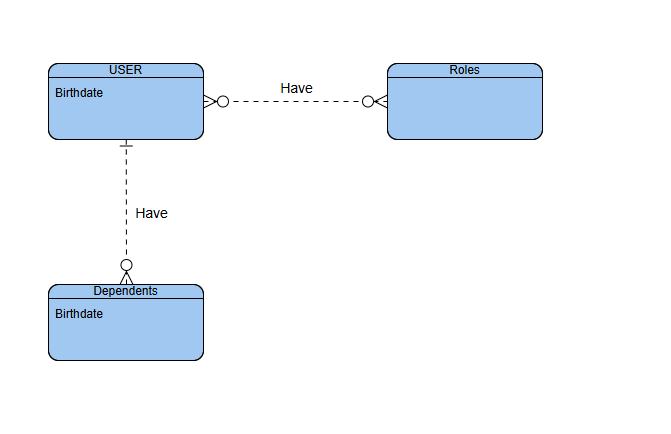 USER
Birthdate
Have
Roles
Have
Dependents
Birthdate